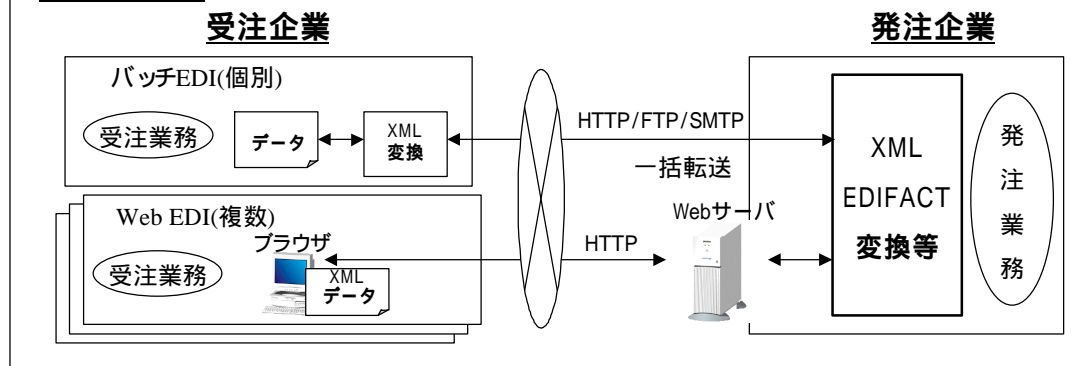 受注企業
発注企業
バッチEDI(個別)
受注業務
データ
XML
変換
HTTP/FTP/SMTP
一括転送
XML
EDIFACT
変換等
発注業務
Web EDI(複数)
受注業務
ブラウザ
XML
データ
HTTP
Webサーバ